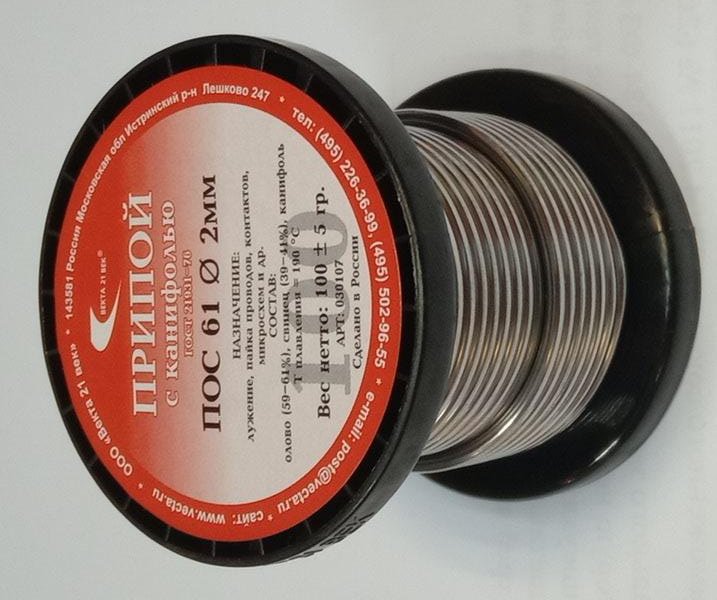 ООО «Векта 21 век» * 143581 Россия Московская обл Истринский р-н Лешково 247 * тел: (495) 226-36-99, (495) 502-96-55 * e-mail: post@vecta.ru * сайт: www.vecta.ru *
ВЕКТА 21 ВЕК®
ПРИПОЙ
с канифолью
ГОСТ 21931-76
ПОС 61 Ø 2мм
НАЗНАЧЕНИЕ:
лужение, пайка проводов, контактов,
микросхем и др.
СОСТАВ:
олово (59-61%), свинец (39-41%), канифоль
Т плавления = 190 °С
Вес нетто: 100 ± 5 гр.
100
АРТ: 030107
Сделано в России